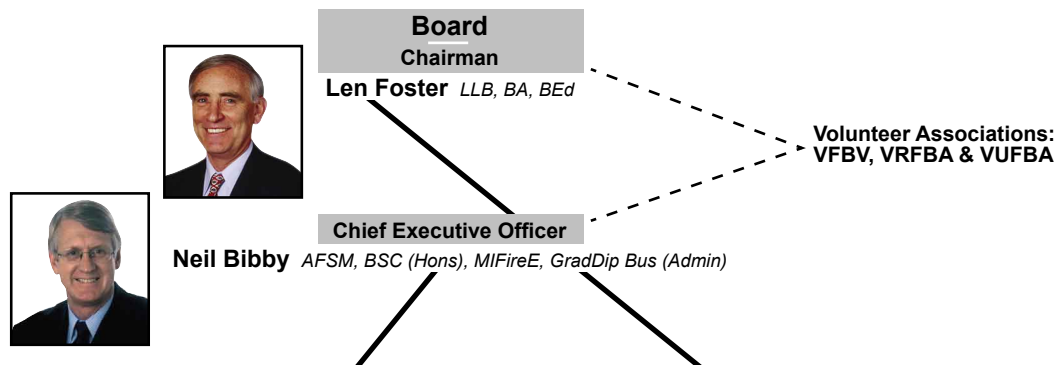 Board
Chairman
Len Foster LLB, BA, BEd
Volunteer Associations:
VFBV, VRFBA & VUFBA
Chief Executive Officer
Neil Bibby AFSM, BSC (Hons), MIFireE, GradDip Bus (Admin)